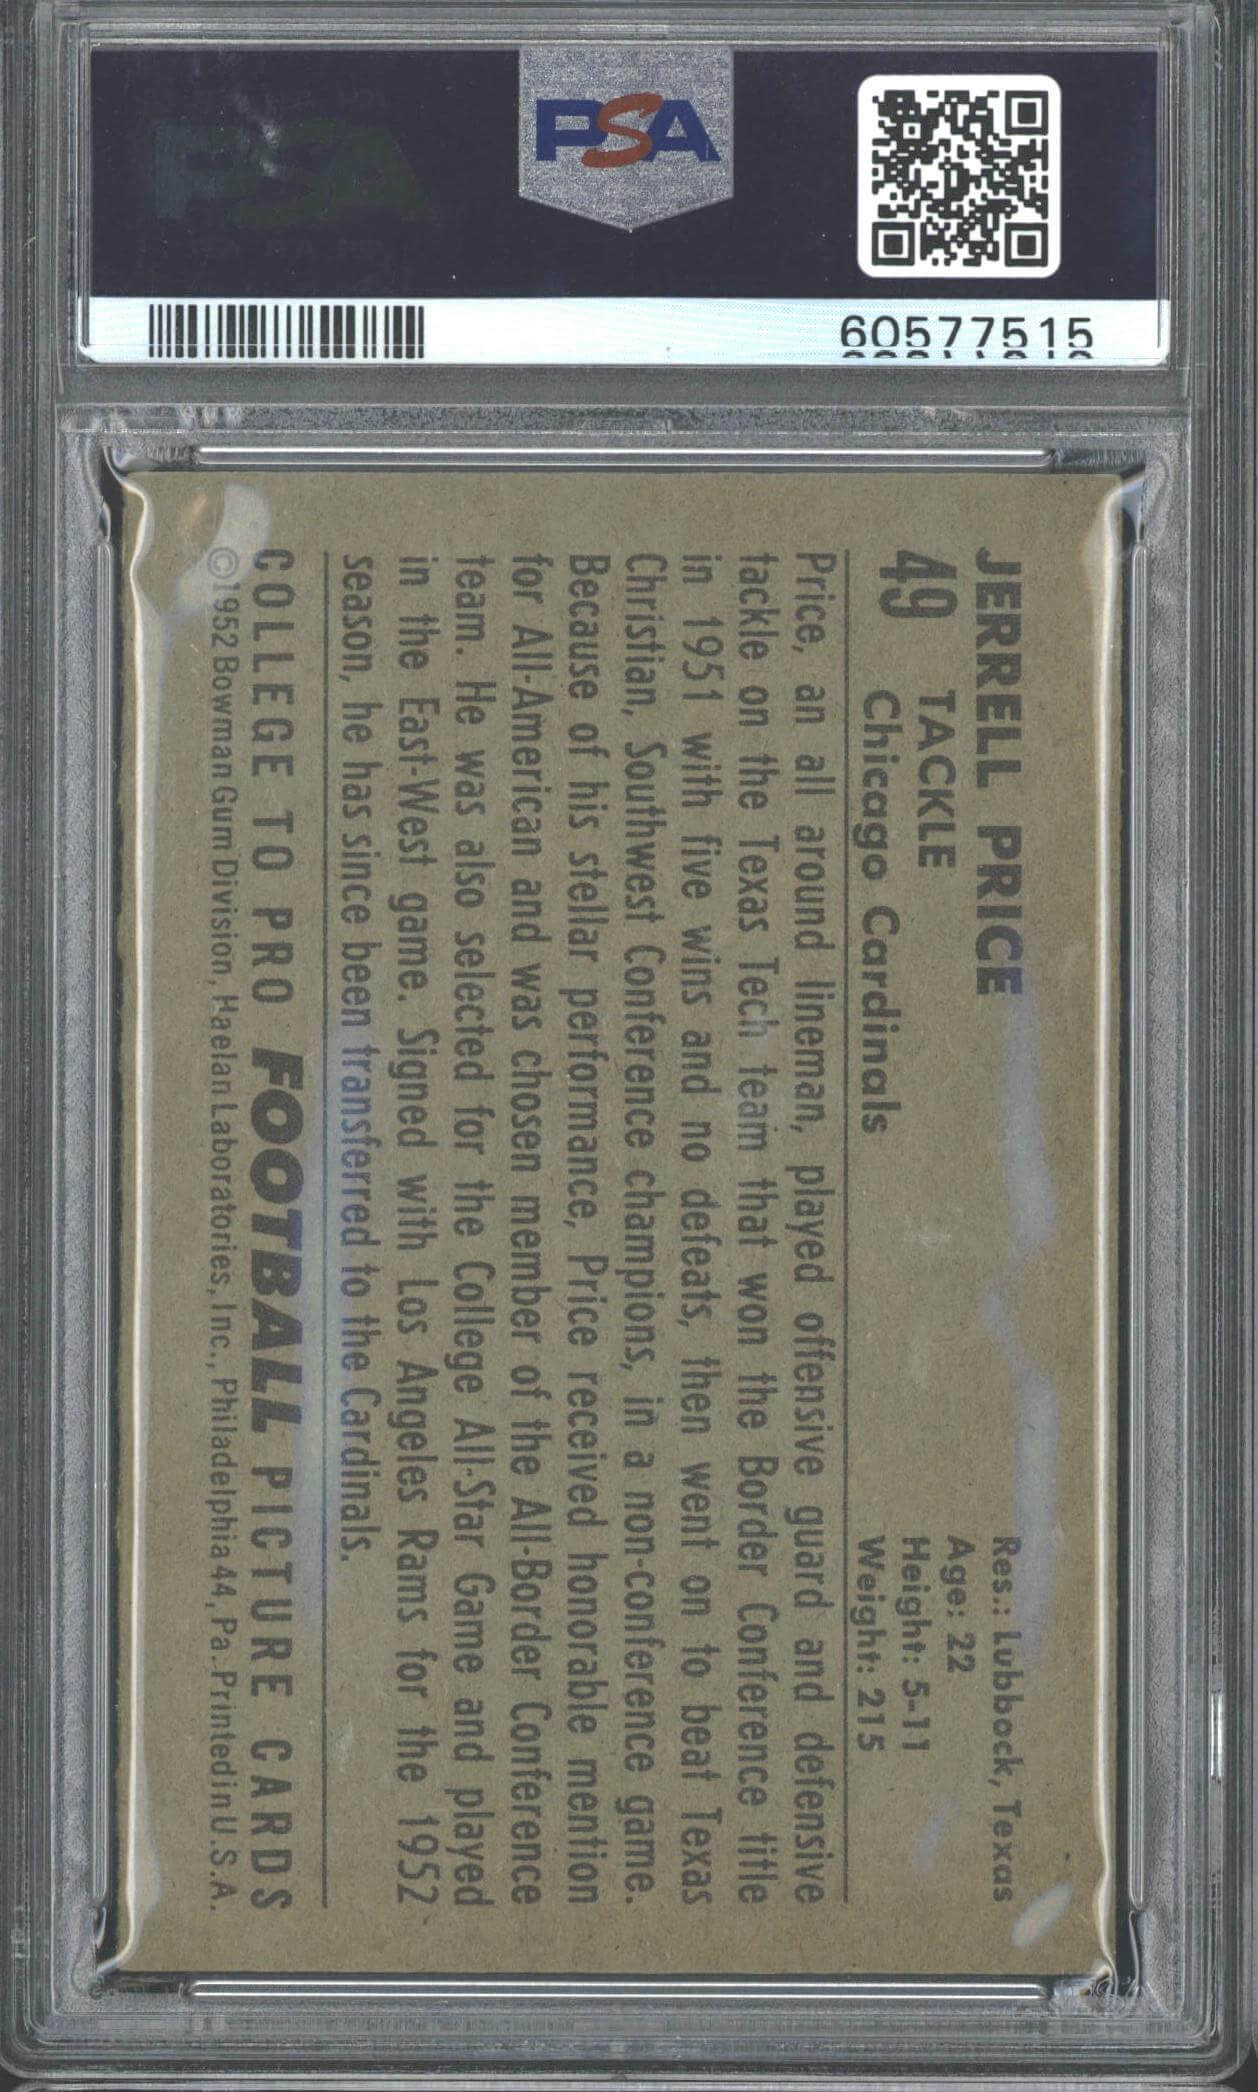 PSA
60577515
JERRELL PRICE
49 TACKLE
Chicago Cardinals
Res.: Lubbock, Texas
Age: 22
Height: 5-11
Weight: 215
Price, an all around lineman, played offensive guard and defensive
tackle on the Texas Tech team that won the Border Conference title
in 1951 with five wins and no defeats, then went on to beat Texas
Christian, Southwest Conference champions, in a non-conference game.
Because of his stellar performance, Price received honorable mention
for All-American and was chosen member of the All-Border Conference
team. He was also selected for the College All-Star Game and played
in the East-West game. Signed with Los Angeles Rams for the 1952
season, he has since been transferred to the Cardinals.
COLLEGE TO PRO FOOTBALL PICTURE CARDS
©1952 Bowman Gum Division, Haelan Laboratories, Inc., Philadelphia 44, Pa. Printed in U.S.A.